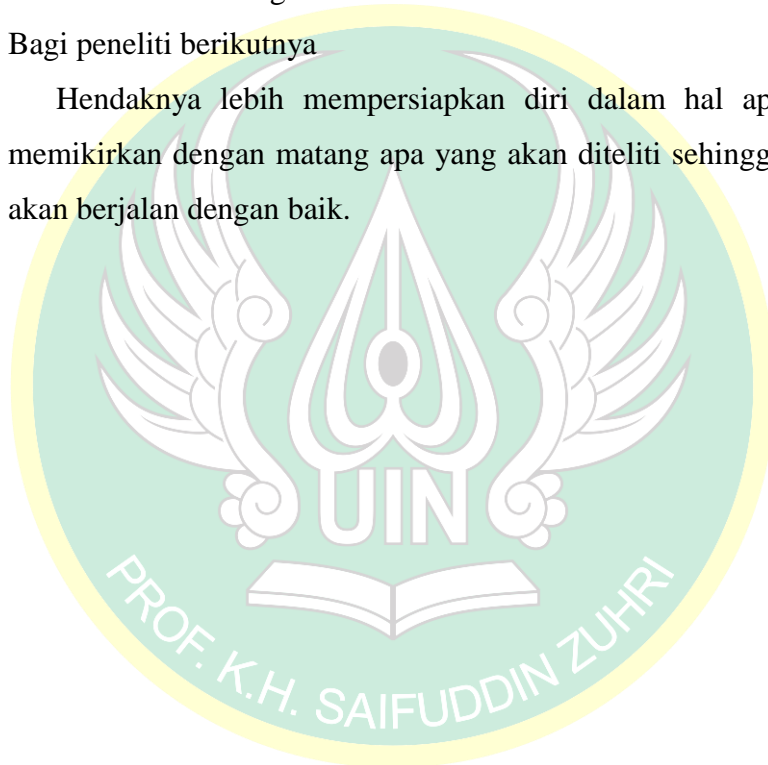 Bagi peneliti berikutnya
Hendaknya lebih mempersiapkan diri dalam hal ap
memikirkan dengan matang apa yang akan diteliti sehingg
akan berjalan dengan baik.
UIN
PROF. K.H. SAIFUDDIN ZUHRI